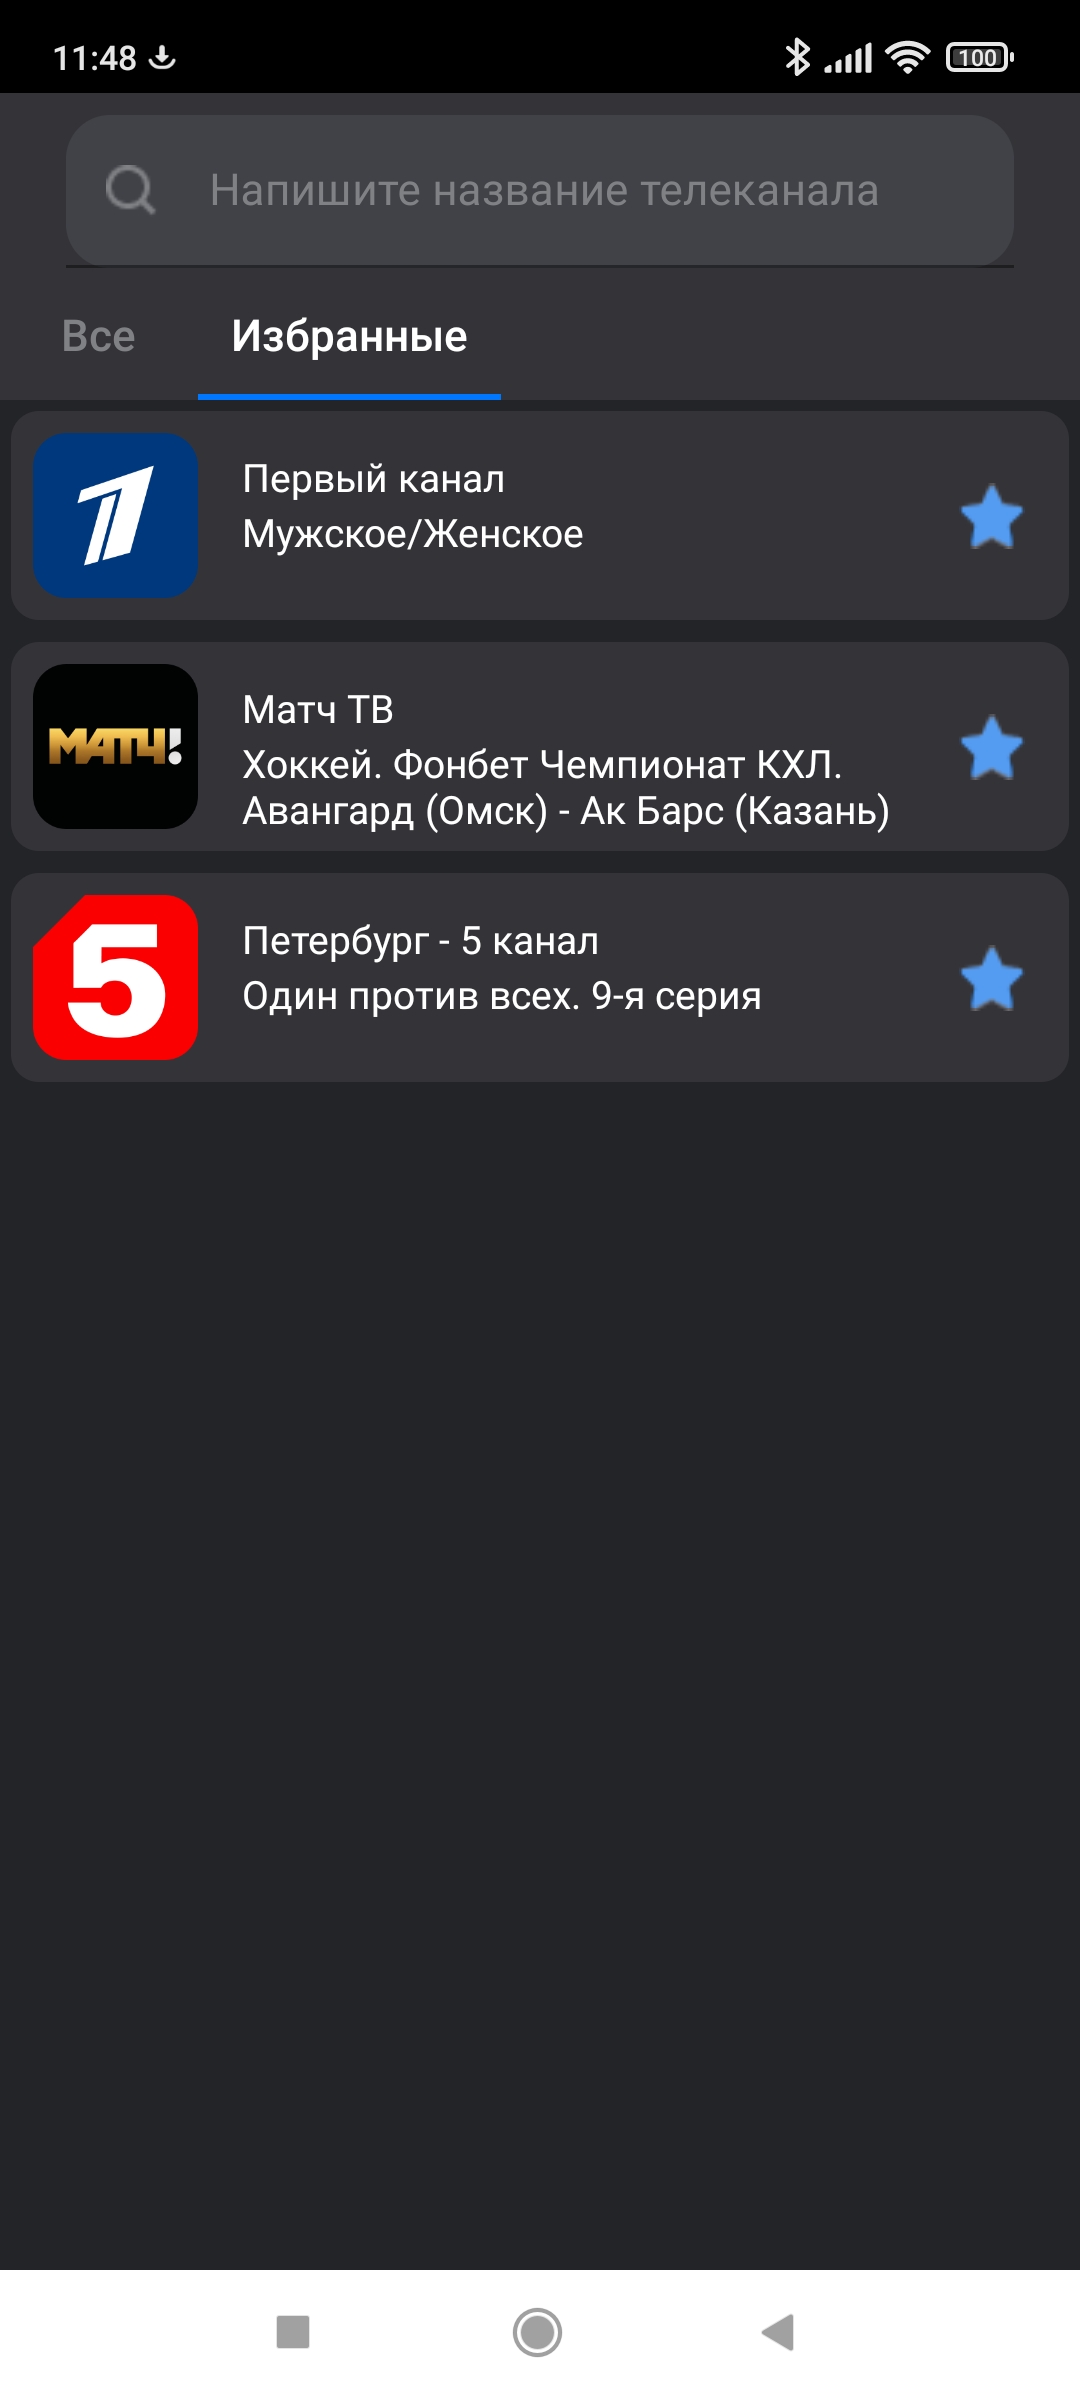 11:48
100
Напишите название телеканала
Все
Избранные
Первый канал
Мужское/Женское
МАТЧ!
Матч ТВ
Хоккей. Фонбет Чемпионат КХЛ.
Авангард (Омск) - Ак Барс (Казань)
5
Петербург - 5 канал
Один против всех. 9-я серия